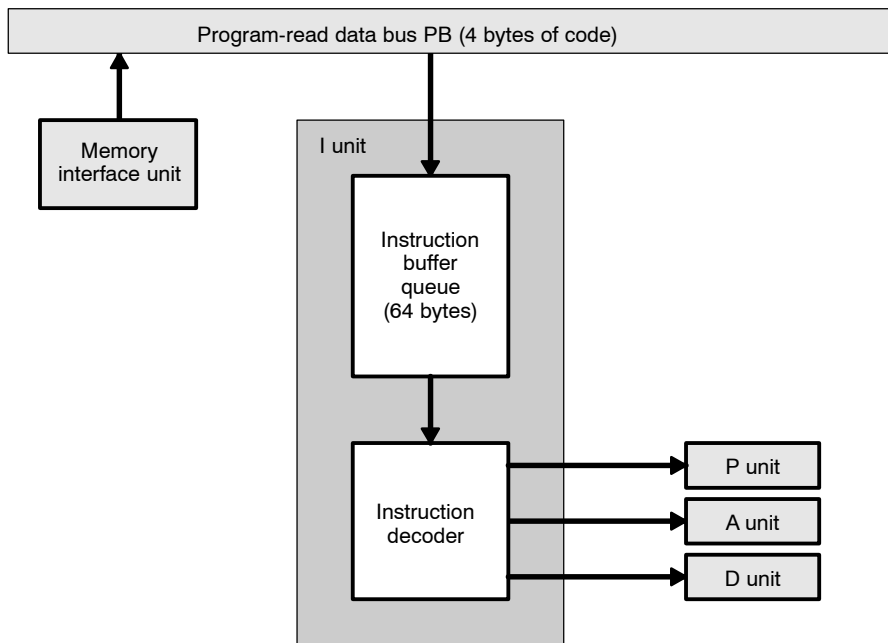 Program-read data bus PB (4 bytes of code)
Memory
interface unit
I unit
Instruction
buffer
queue
(64 bytes)
Instruction
decoder
P unit
A unit
D unit